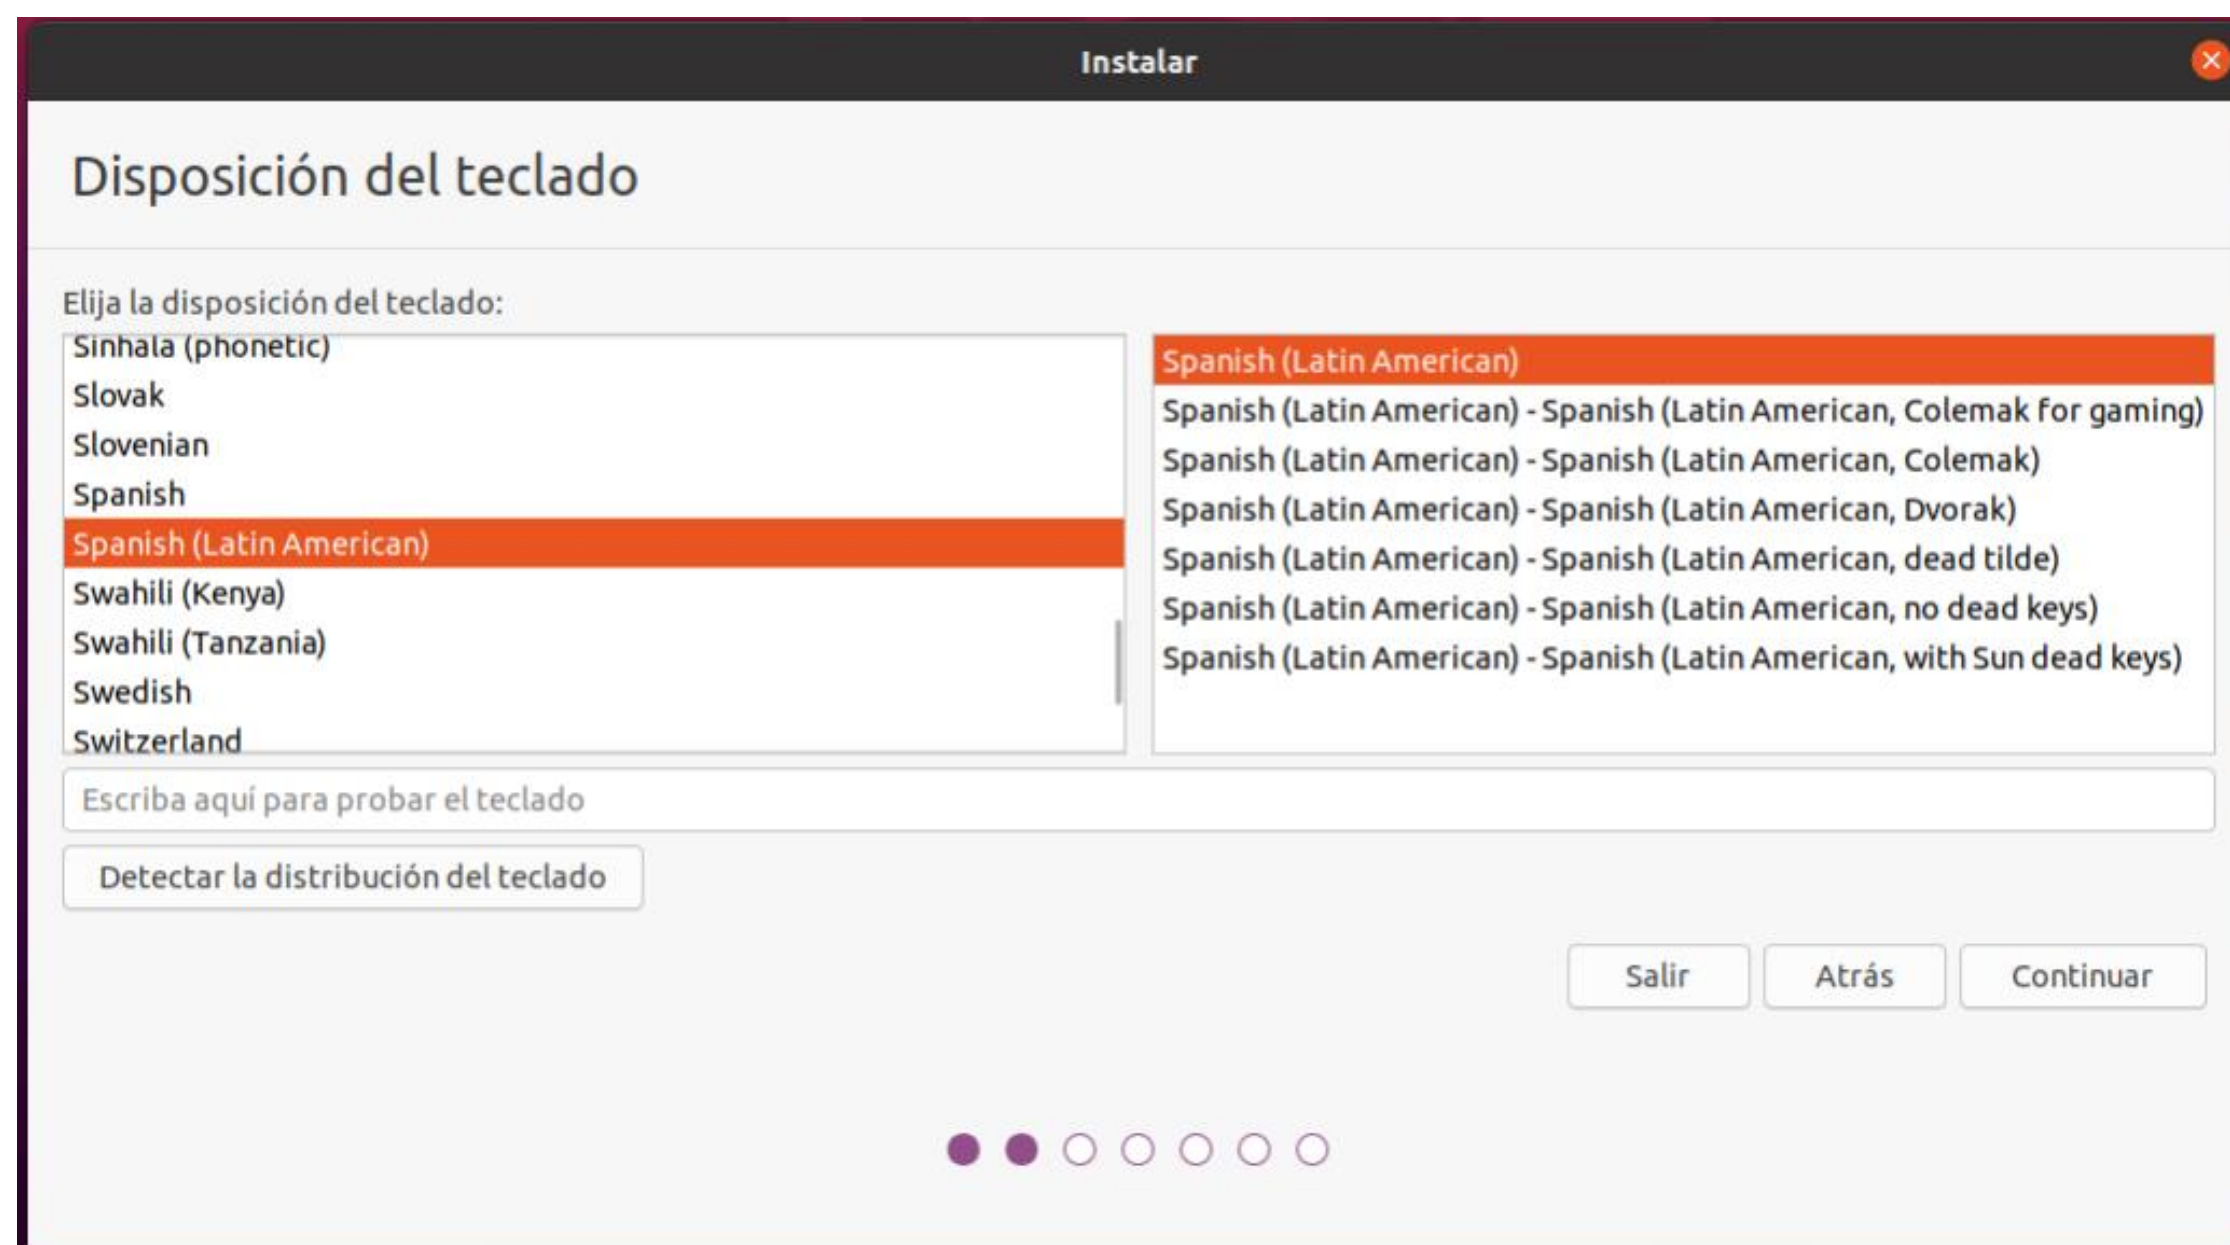 Instalar
Disposición del teclado
Elija la disposición del teclado:
Sinhala (phonetic)
Slovak
Slovenian
Spanish
Spanish (Latin American)
Swahili (Kenya)
Swahili (Tanzania)
Swedish
Switzerland
Spanish (Latin American)
Spanish (Latin American) - Spanish (Latin American, Colemak for gaming)
Spanish (Latin American) - Spanish (Latin American, Colemak)
Spanish (Latin American) - Spanish (Latin American, Dvorak)
Spanish (Latin American) - Spanish (Latin American, dead tilde)
Spanish (Latin American) - Spanish (Latin American, no dead keys)
Spanish (Latin American) - Spanish (Latin American, with Sun dead keys)
Escriba aquí para probar el teclado
Detectar la distribución del teclado
Salir
Atrás
Continuar